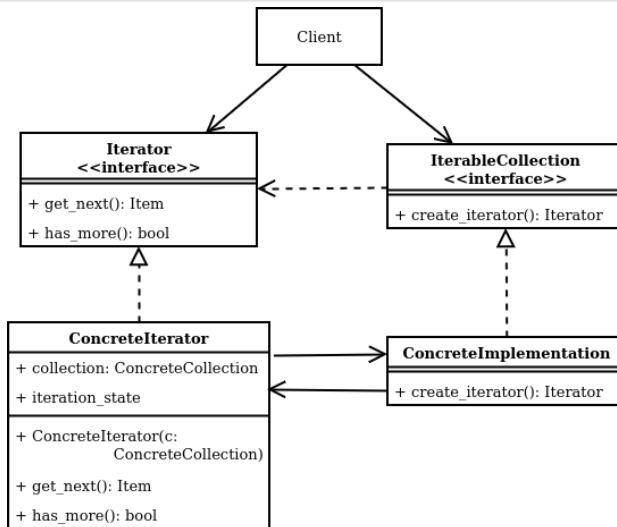 Client
Iterator
<<interface>>
+ get_next(): Item
+ has_more(): bool
IterableCollection
<<interface>>
+ create_iterator(): Iterator
ConcreteIterator
+ collection: ConcreteCollection
+ iteration_state
+ ConcreteIterator(c:
ConcreteCollection)
+ get_next(): Item
+ has_more(): bool
ConcreteImplementation
+ create_iterator(): Iterator